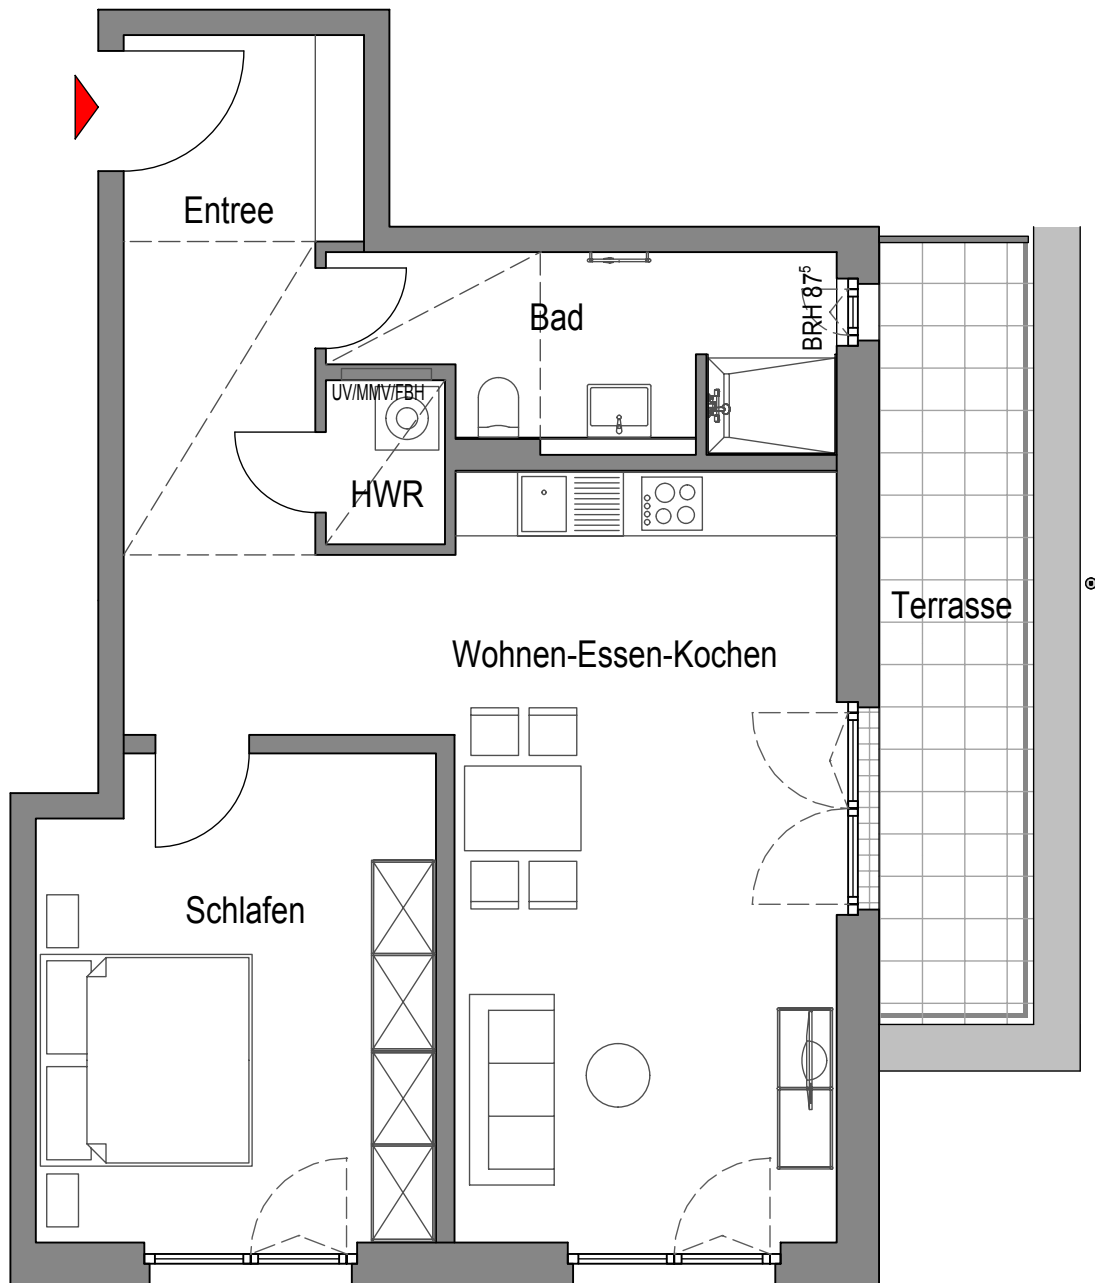 Entree
Bad
BRH 87⁵
UV/MMV/FBH
HWR
Terrasse
Wohnen-Essen-Kochen
Schlafen